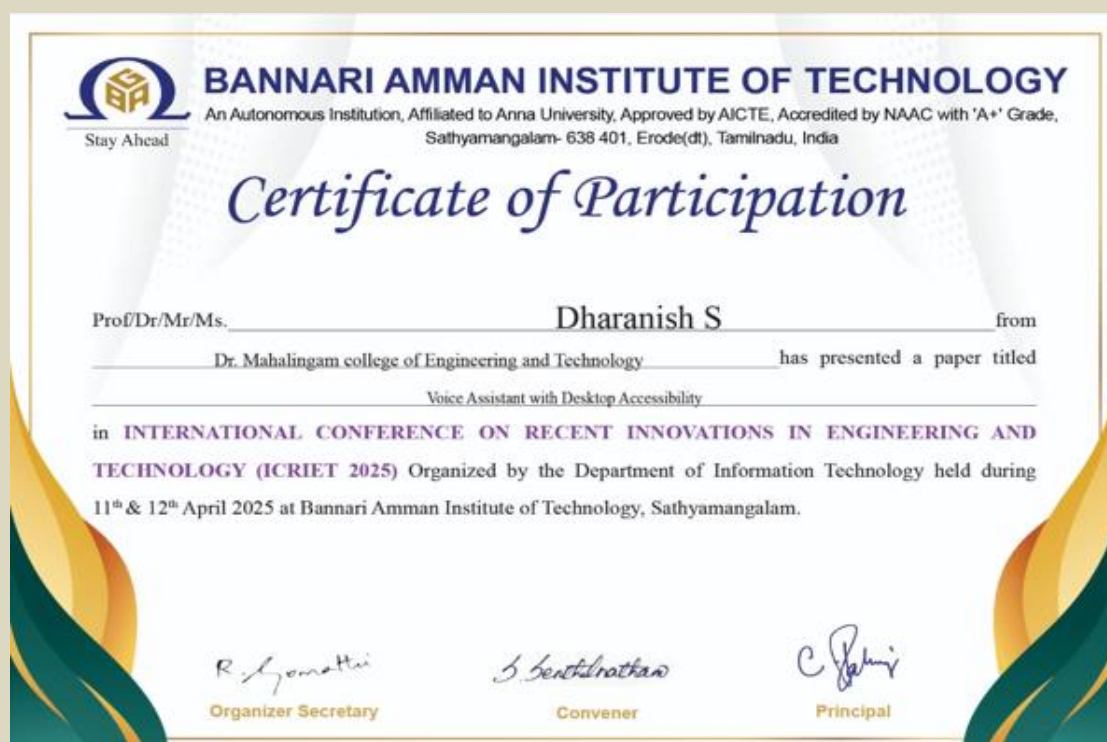 BANNARI AMMAN INSTITUTE OF TECHNOLOGY
An Autonomous Institution, Affiliated to Anna University, Approved by AICTE, Accredited by NAAC with 'A+' Grade,
Sathyamangalam- 638 401, Erode(dt), Tamilnadu, India
Stay Ahead
Certificate of Participation
Prof/Dr/Mr/Ms. Dharanish S from
Dr. Mahalingam college of Engineering and Technology has presented a paper titled
Voice Assistant with Desktop Accessibility
in INTERNATIONAL CONFERENCE ON RECENT INNOVATIONS IN ENGINEERING AND
TECHNOLOGY (ICRIET 2025) Organized by the Department of Information Technology held during
11th & 12th April 2025 at Bannari Amman Institute of Technology, Sathyamangalam.
R. Gomathi
S. Senthilnathan
Organizer Secretary
Convener
Principal